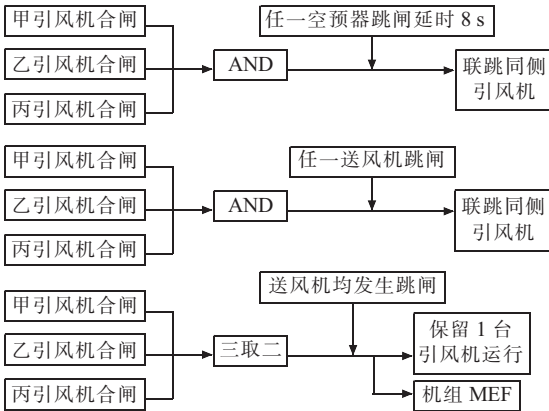 甲引风机合闸
乙引风机合闸
丙引风机合闸
AND
任一空预器跳闸延时 8 s
联跳同侧
引风机
甲引风机合闸
乙引风机合闸
丙引风机合闸
AND
任一送风机跳闸
联跳同侧
引风机
甲引风机合闸
乙引风机合闸
丙引风机合闸
三取二
送风机均发生跳闸
保留 1 台
引风机运行
机组 MEF